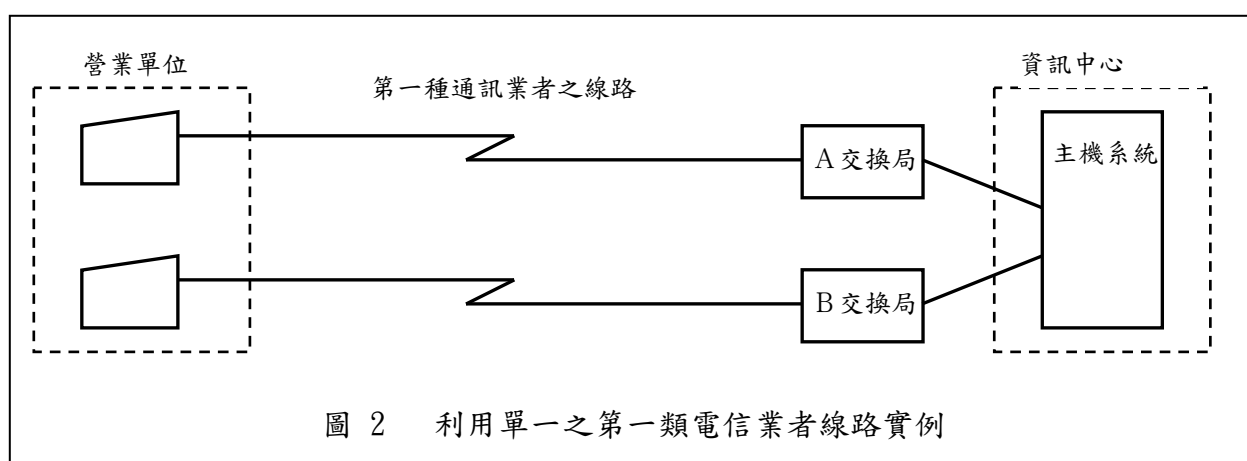 營業單位
資訊中心
第一種通訊業者之線路
A交換局
主機系統
B交換局
圖 2 利用單一之第一類電信業者線路實例